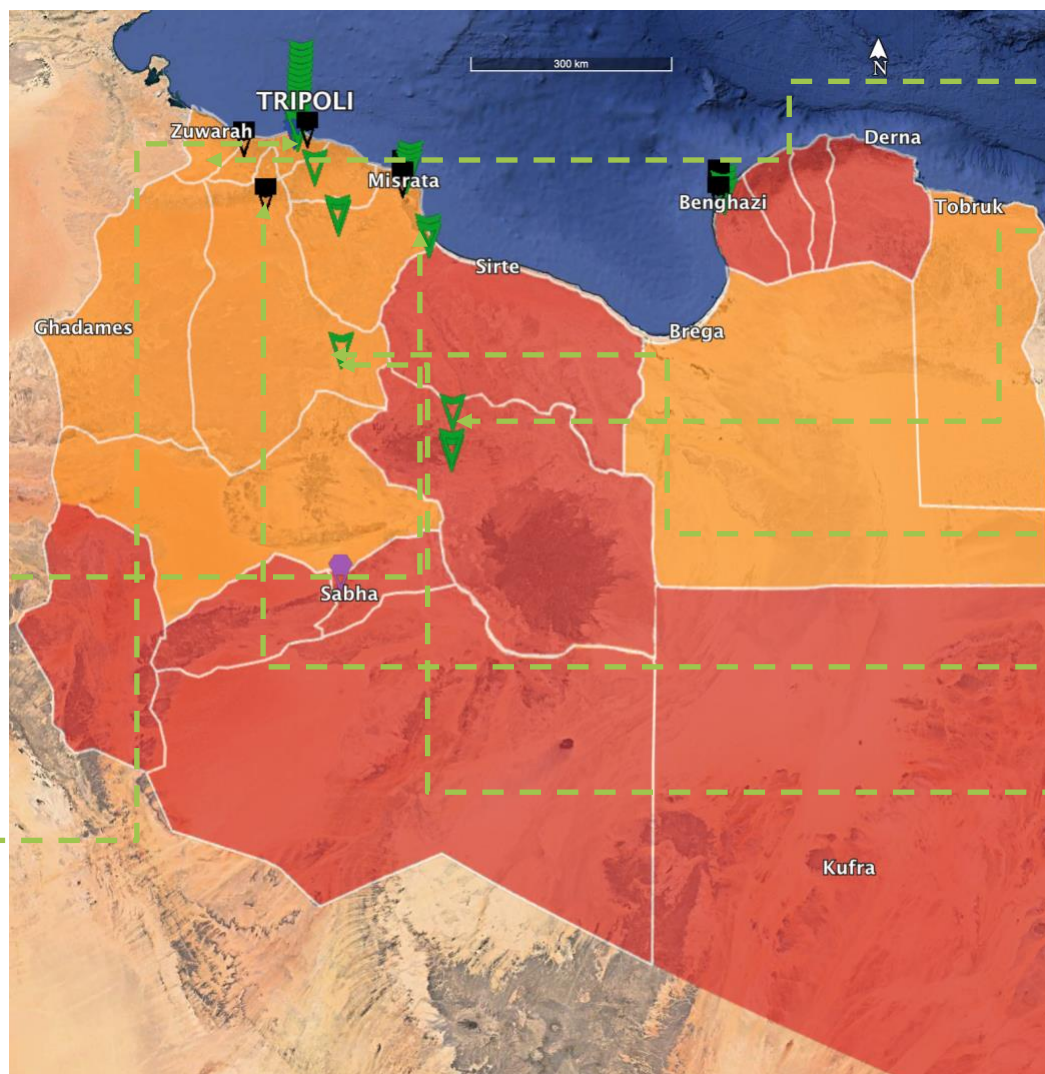 300 km
N
TRIPOLI
Zuwarah
Derna
Misrata
Benghazi
Tobruk
Sirte
Ghadames
Brega
Sabha
Kufra